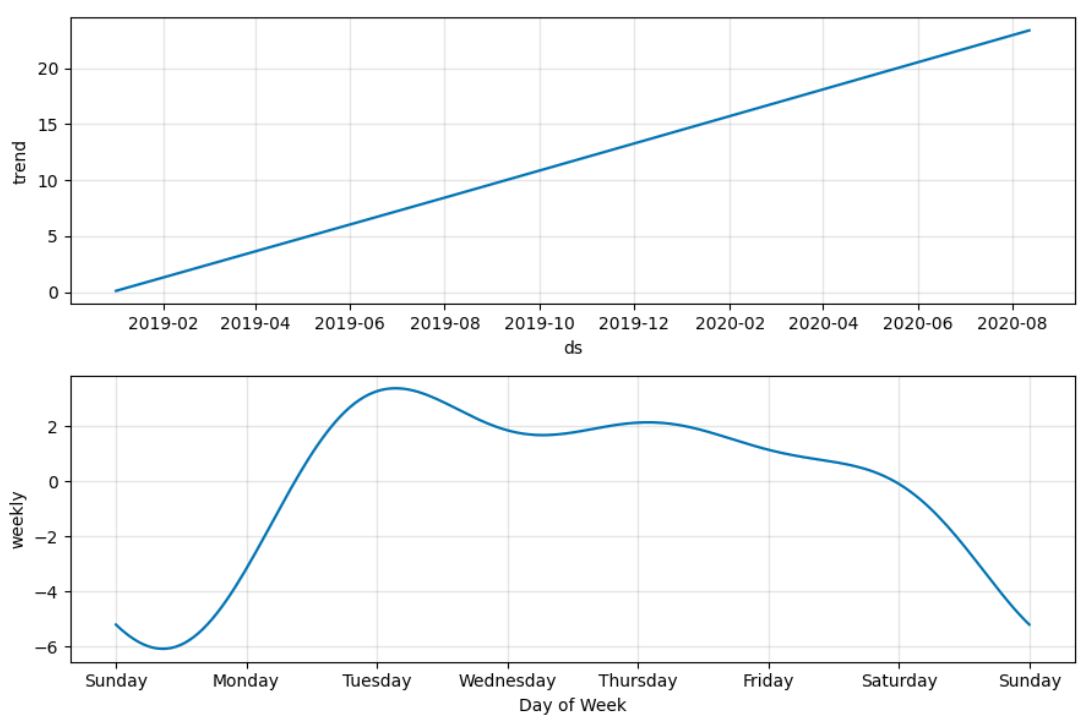 20
15
10
5
0
trend
2019-02 2019-04 2019-06 2019-08 2019-10 2019-12 2020-02 2020-04 2020-06 2020-08
ds
2
0
−2
−4
−6
weekly
Sunday Monday Tuesday Wednesday Thursday Friday Saturday Sunday
Day of Week